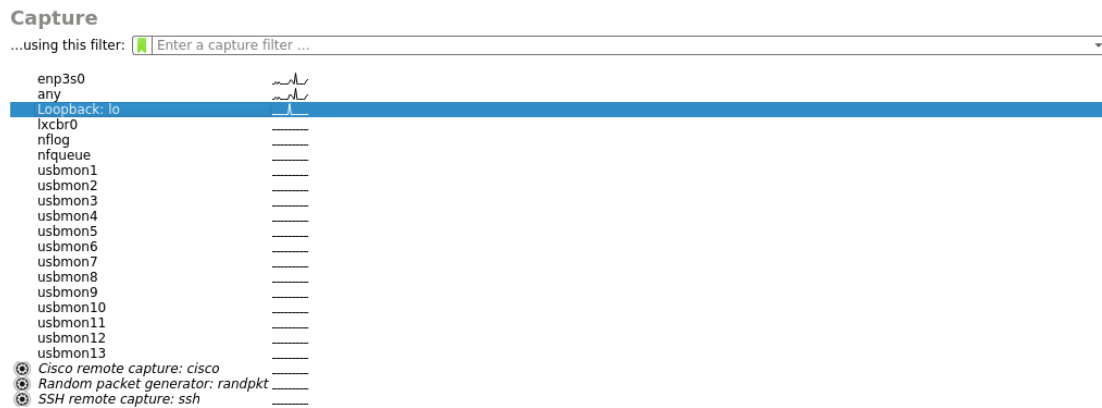 Capture
...using this filter: Enter a capture filter ...
enp3s0
any
Loopback: lo
lxcbr0
nflog
nfqueue
usbmon1
usbmon2
usbmon3
usbmon4
usbmon5
usbmon6
usbmon7
usbmon8
usbmon9
usbmon10
usbmon11
usbmon12
usbmon13
Cisco remote capture: cisco
Random packet generator: randpkt
SSH remote capture: ssh